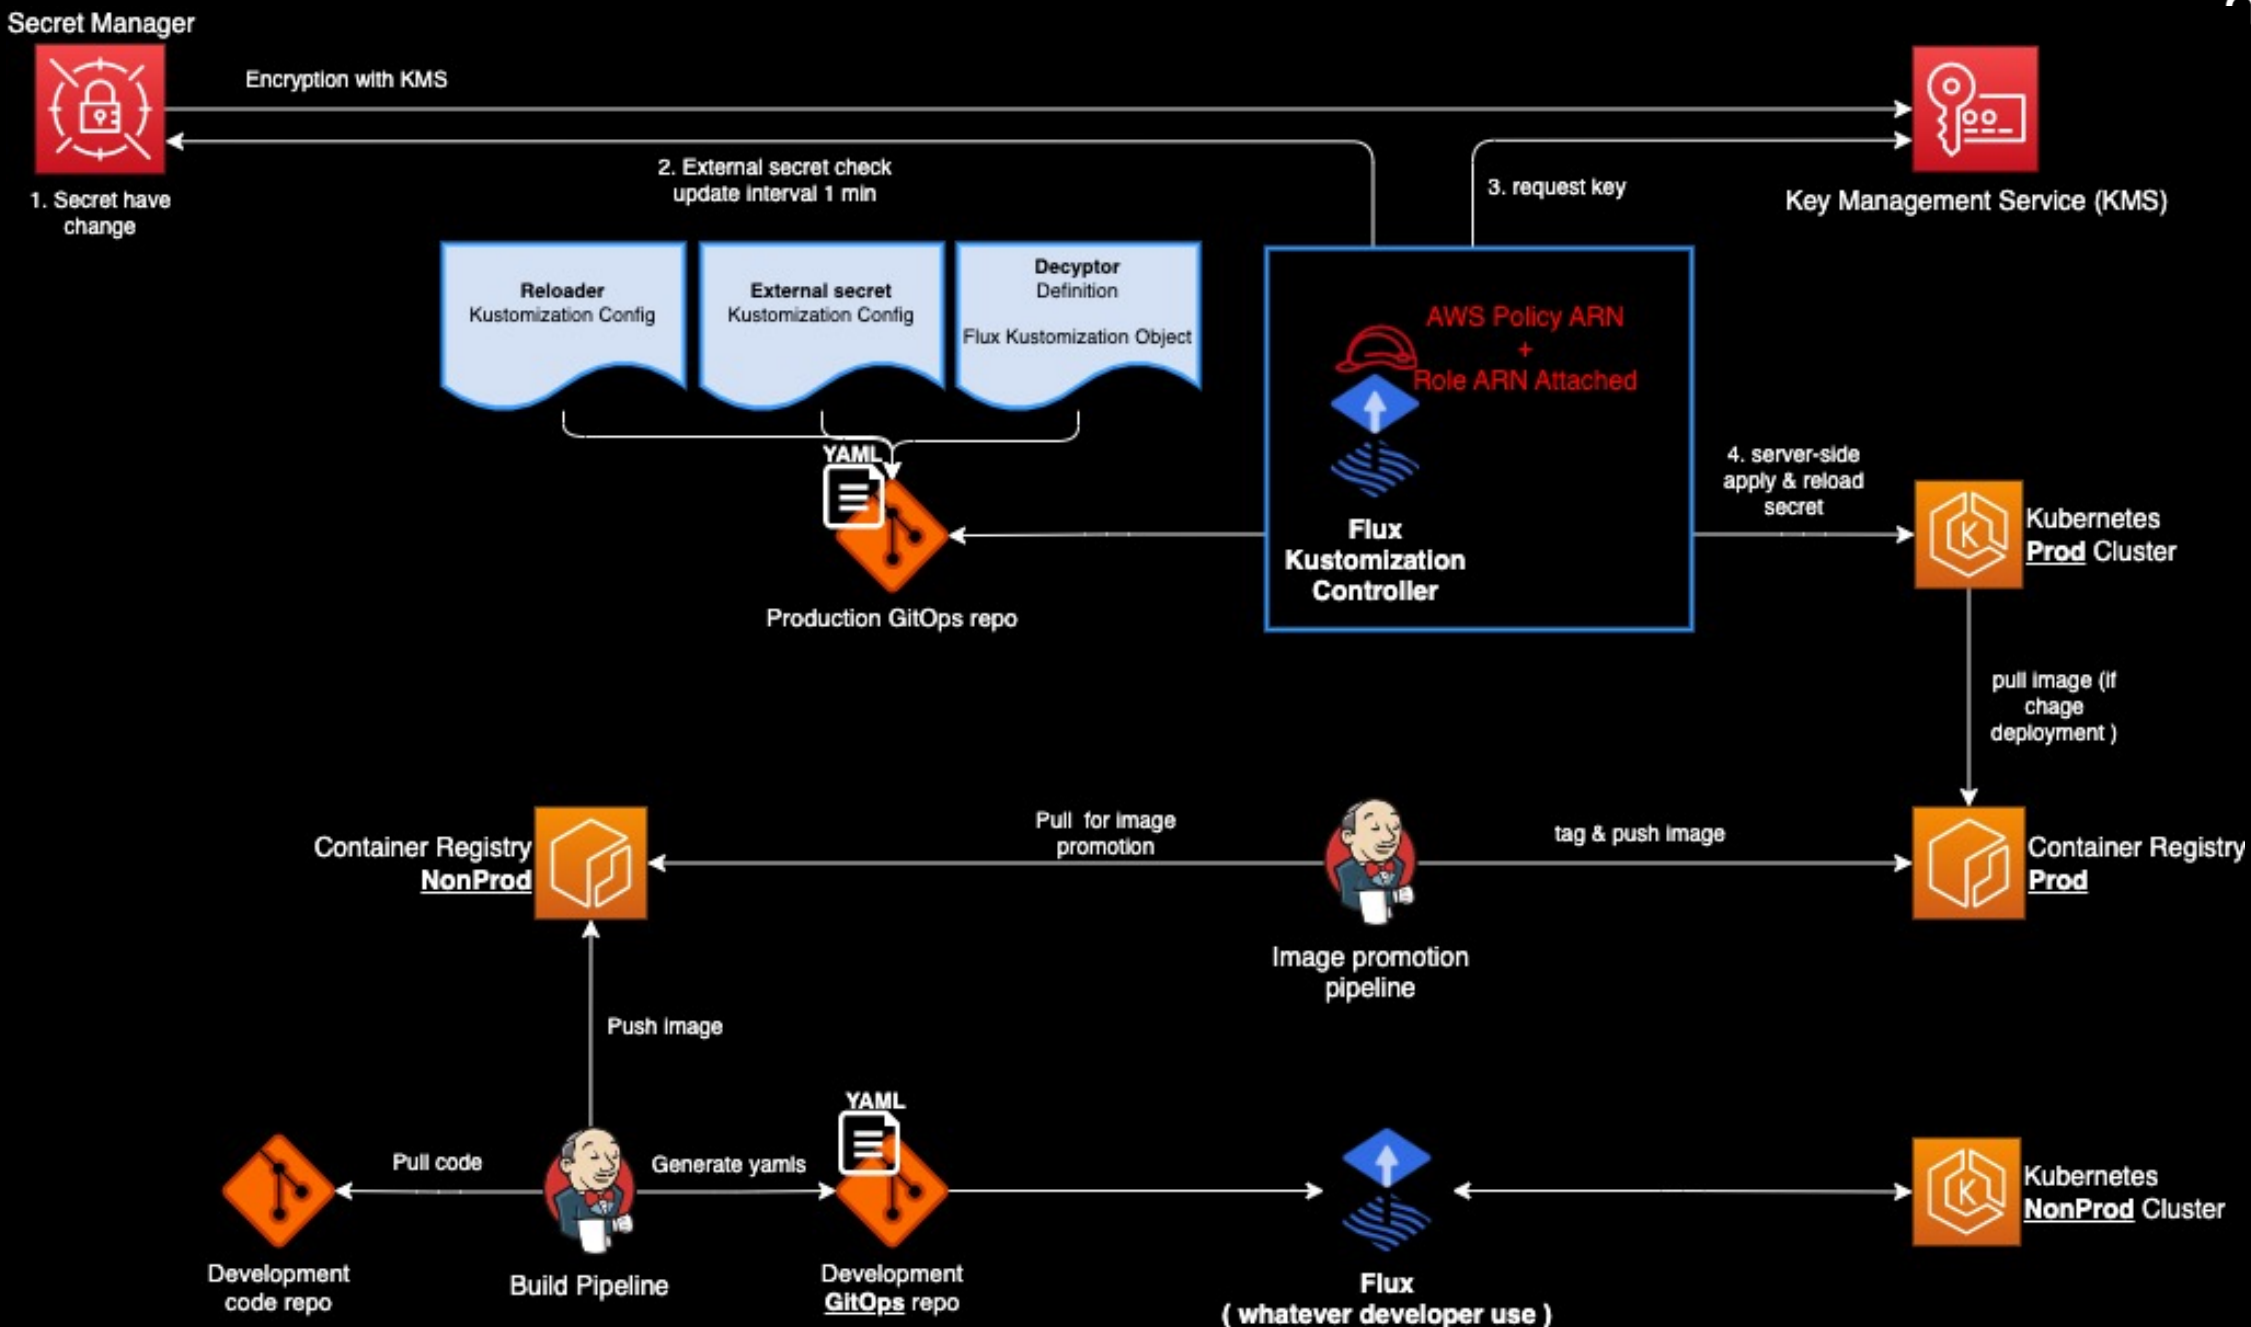 Secret Manager
Encryption with KMS
1. Secret have
change
2. External secret check
update interval 1 min
3. request key
Key Management Service (KMS)
Reloader
Kustomization Config
External secret
Kustomization Config
Decyptor
Definition
Flux Kustomization Object
AWS Policy ARN
+
Role ARN Attached
YAML
Production GitOps repo
Flux
Kustomization
Controller
4. server-side
apply & reload
secret
Kubernetes
Prod Cluster
pull image (if
chage
deployment )
Container Registry
NonProd
Pull for image
promotion
tag & push image
Container Registry
Prod
Image promotion
pipeline
Push image
Pull code
Generate yamls
YAML
Development
code repo
Build Pipeline
Development
GitOps repo
Flux
( whatever developer use )
Kubernetes
NonProd Cluster